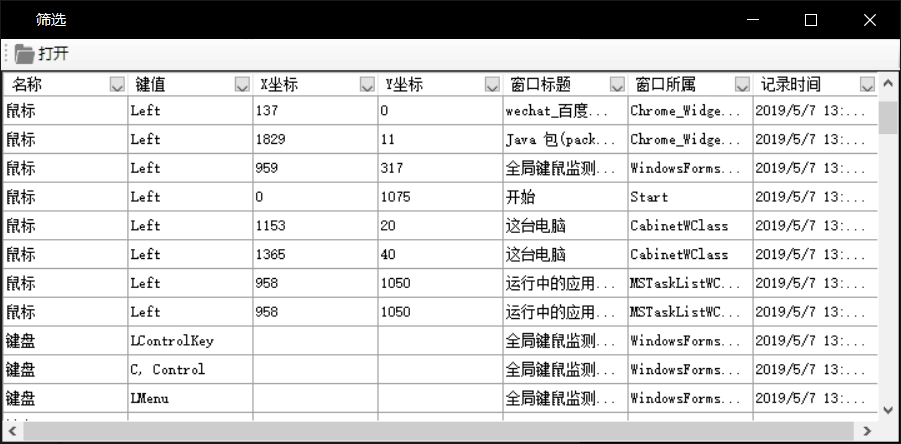 筛选
打开
名称 键值 X坐标 Y坐标 窗口标题 窗口所属 记录时间
鼠标 Left 137 0 wechat_百度... Chrome_Widge... 2019/5/7 13:...
鼠标 Left 1829 11 Java 包(pack... Chrome_Widge... 2019/5/7 13:...
鼠标 Left 959 317 全局键鼠监测... WindowsForms... 2019/5/7 13:...
鼠标 Left 0 1075 开始 Start 2019/5/7 13:...
鼠标 Left 1153 20 这台电脑 CabinetWClass 2019/5/7 13:...
鼠标 Left 1365 40 这台电脑 CabinetWClass 2019/5/7 13:...
鼠标 Left 958 1050 运行中的应用... MSTaskListWC... 2019/5/7 13:...
鼠标 Left 958 1050 运行中的应用... MSTaskListWC... 2019/5/7 13:...
键盘 LControlKey 全局键鼠监测... WindowsForms... 2019/5/7 13:...
键盘 C, Control 全局键鼠监测... WindowsForms... 2019/5/7 13:...
键盘 LMenu 全局键鼠监测... WindowsForms... 2019/5/7 13:...